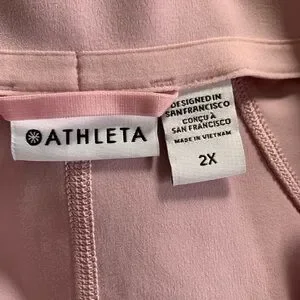 ATHLETA
DESIGNED IN
SAN FRANCISCO
CONÇU À
SAN FRANCISCO
MADE IN VIETNAM
2X